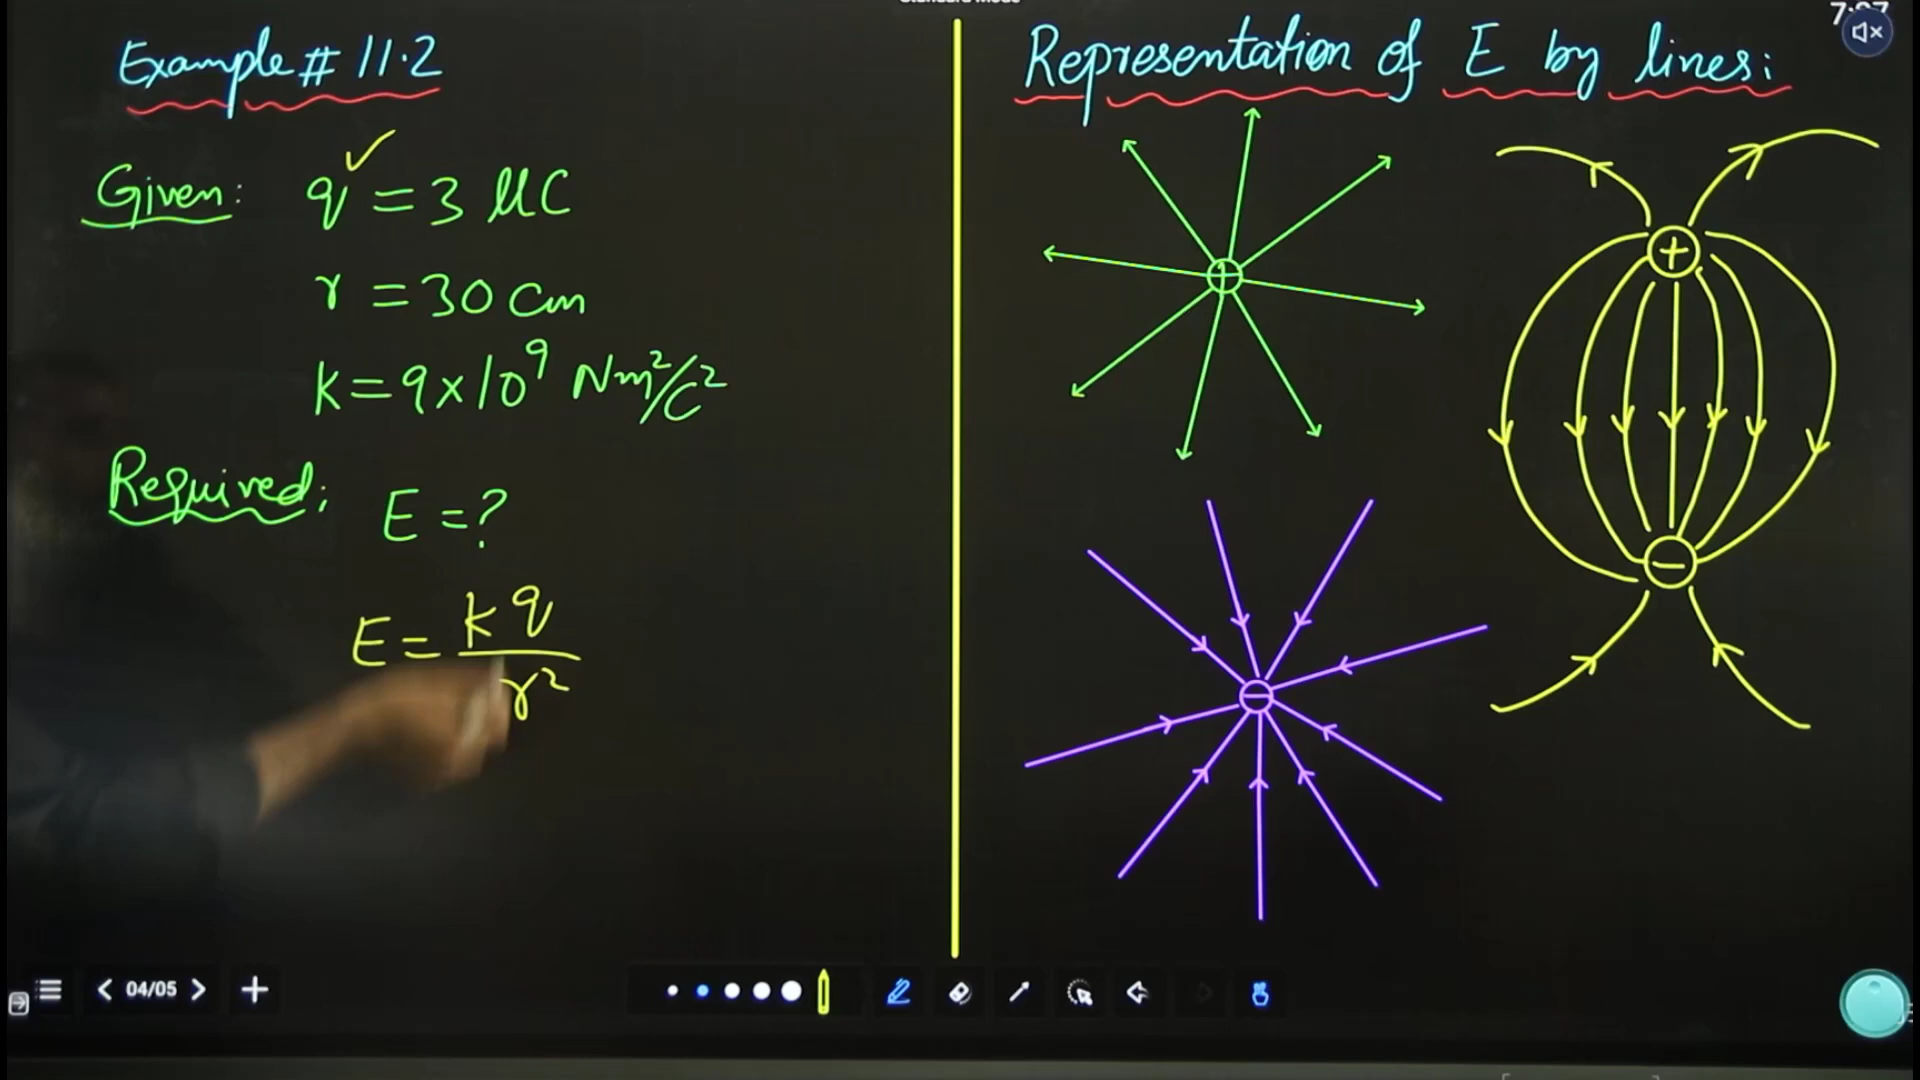 Example # 11.2
Given: q = 3 μC
r = 30 cm
k = 9 × 10⁹ Nm²/C²
Required: E = ?
E = kq
r²
Representation of E by lines:
+
+
−
−
04/05